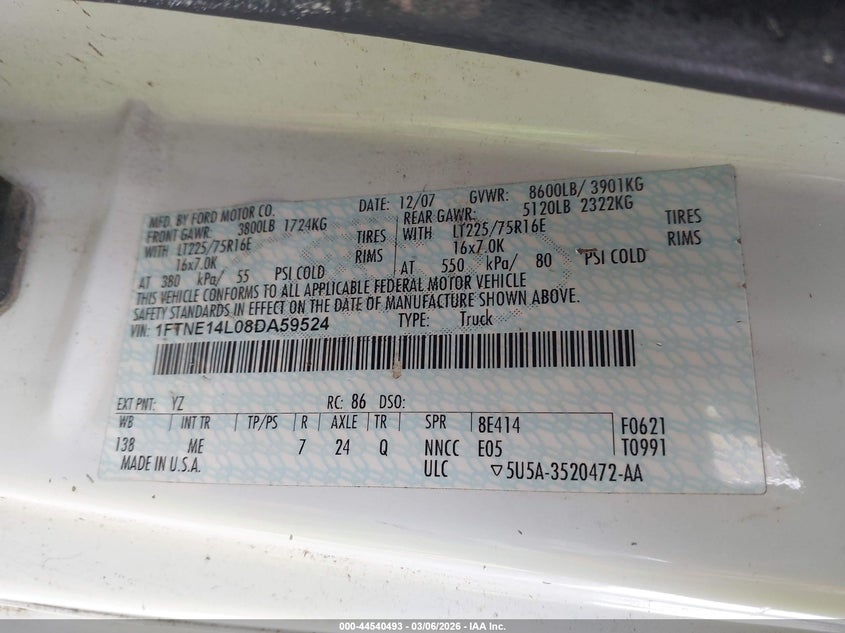 MFD. BY FORD MOTOR CO. DATE: 12/07 GVWR: 8600LB/ 3901KG
FRONT GAWR: 3800LB 1724KG REAR GAWR: 5120LB 2322KG
WITH LT225/75R16E TIRES WITH LT225/75R16E TIRES
16x7.0K RIMS 16x7.0K RIMS
AT 380 kPa/ 55 PSI COLD AT 550 kPa/ 80 PSI COLD
THIS VEHICLE CONFORMS TO ALL APPLICABLE FEDERAL MOTOR VEHICLE
SAFETY STANDARDS IN EFFECT ON THE DATE OF MANUFACTURE SHOWN ABOVE.
VIN: 1FTNE14L08DA59524 TYPE: Truck
EXT PNT: YZ RC: 86 DSO:
WB INT TR TP/PS R AXLE TR SPR 8E414 F0621
138 ME 7 24 Q NNCC E05 T0991
MADE IN U.S.A. ULC ▽5U5A-3520472-AA
000-44540493 - 03/06/2026 - IAA Inc.